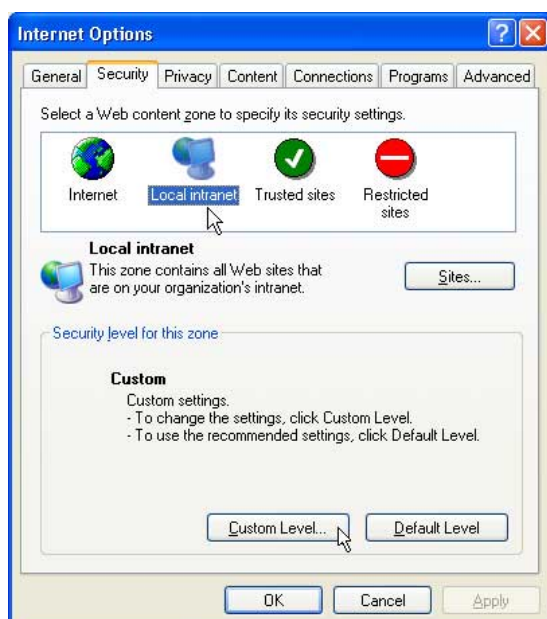 Internet Options
General Security Privacy Content Connections Programs Advanced
Select a Web content zone to specify its security settings.
Internet Local intranet Trusted sites Restricted
sites
Local intranet
This zone contains all Web sites that
are on your organization's intranet.
Sites...
Security level for this zone
Custom
Custom settings.
- To change the settings, click Custom Level.
- To use the recommended settings, click Default Level.
Custom Level... Default Level
OK Cancel Apply